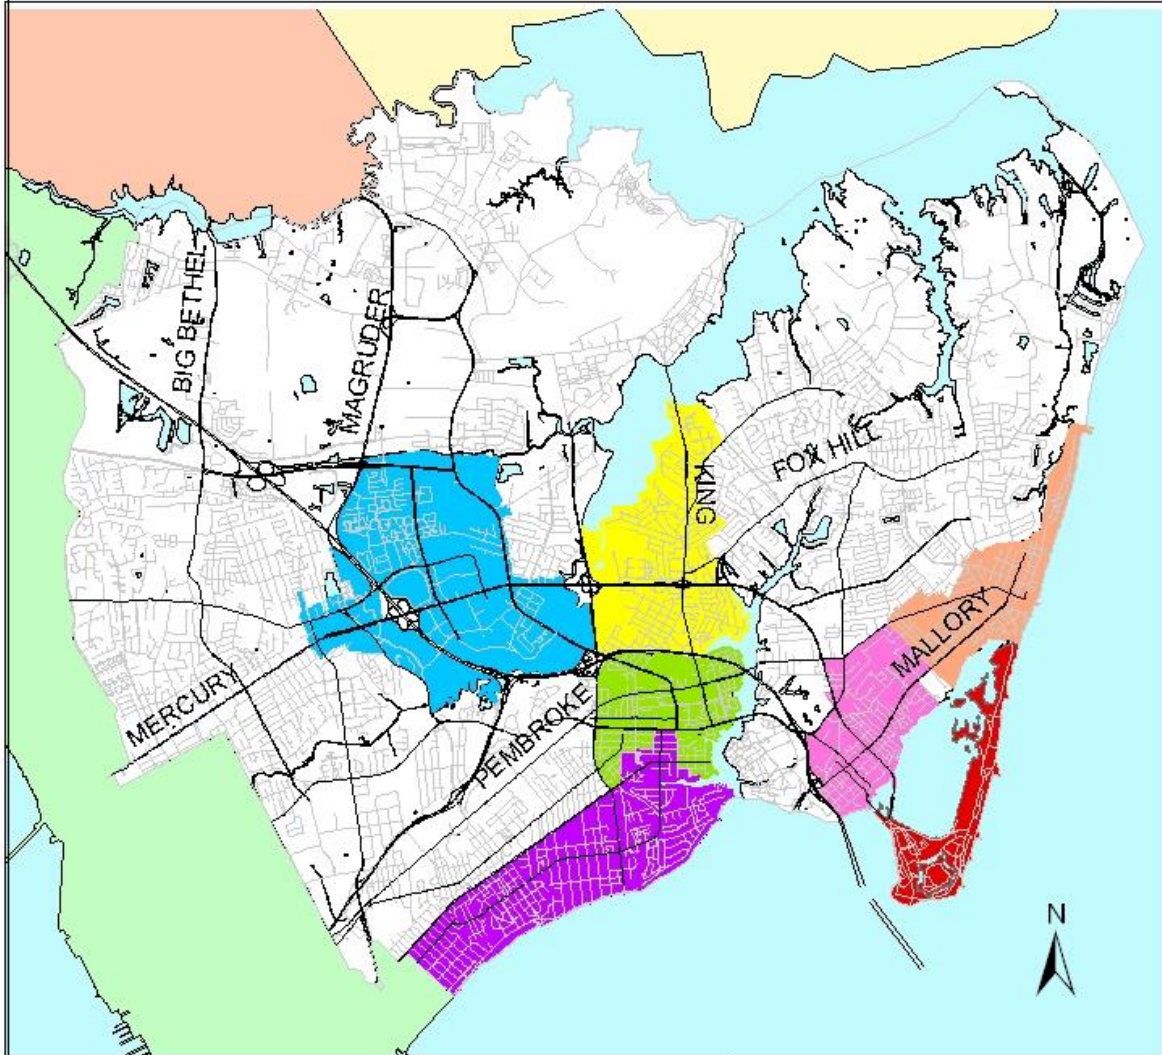 BIG BETHEL
MAGRUDER
FOX HILL
KING
MALLORY
MERCURY
PEMBROKE
N